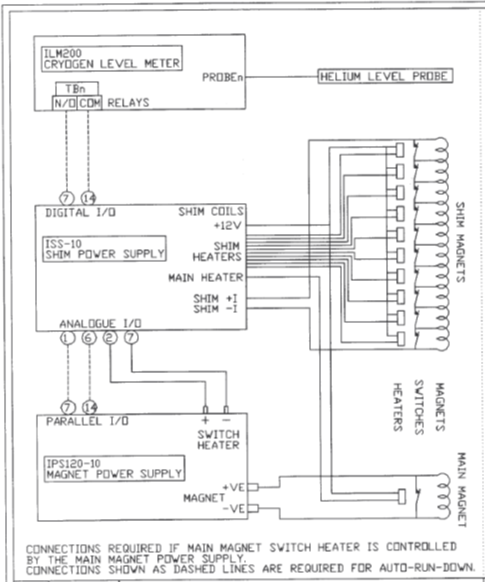 ILM200
CRYOGEN LEVEL METER
PROBEn
HELIUM LEVEL PROBE
TBn
N/O COM RELAYS
7 14
DIGITAL I/O
SHIM COILS
+12V
ISS-10
SHIM POWER SUPPLY
SHIM
HEATERS
MAIN HEATER
SHIM +I
SHIM -I
ANALOGUE I/O
1 6 2 7
SHIM MAGNETS
MAGNETS
SWITCHES
HEATERS
7 14
PARALLEL I/O
+ -
SWITCH
HEATER
IPS120-10
MAGNET POWER SUPPLY
+VE
MAGNET
-VE
MAIN MAGNET
CONNECTIONS REQUIRED IF MAIN MAGNET SWITCH HEATER IS CONTROLLED
BY THE MAIN MAGNET POWER SUPPLY.
CONNECTIONS SHOWN AS DASHED LINES ARE REQUIRED FOR AUTO-RUN-DOWN.